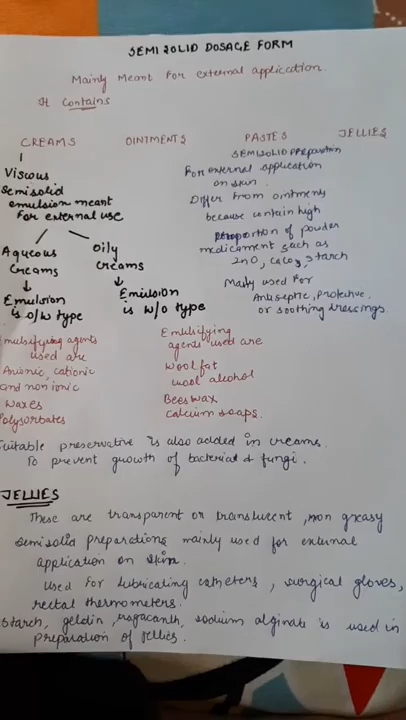 SEMI SOLID DOSAGE FORM
Mainly Meant for external application.
It Contains
CREAMS OINTMENTS PASTES JELLIES
Viscous
Semisolid
emulsion meant
for external use
Aqueous
Creams
Emulsion
is O/W type
Oily
Creams
Emulsion
is W/O type
SEMISOLID PREPARATION
For external application
on skin.
Differ from ointments
because contain high
proportion of powder
medicament such as
ZnO, CaCO3, starch
Mainly used for
Antiseptic, Protective,
or soothing dressings.
Emulsifying agents
used are
Anionic, cationic
and non ionic
Waxes
Polysorbates
Emulsifying
agents used are
Wool fat
wool alcohol
Bees wax
calcium soaps.
Suitable preservative is also added in creams.
To prevent growth of bacterial & fungi.
JELLIES
These are transparent or translucent, non greasy
semisolid preparations mainly used for external
application on skin.
Used for lubricating catheters, surgical gloves,
rectal thermometers.
Starch, geldin, tragacanth, sodium alginate is used in
preparation of jellies.